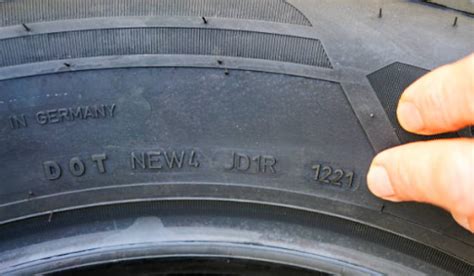 IN GERMANY
DOT NEW4 JD1R 1221